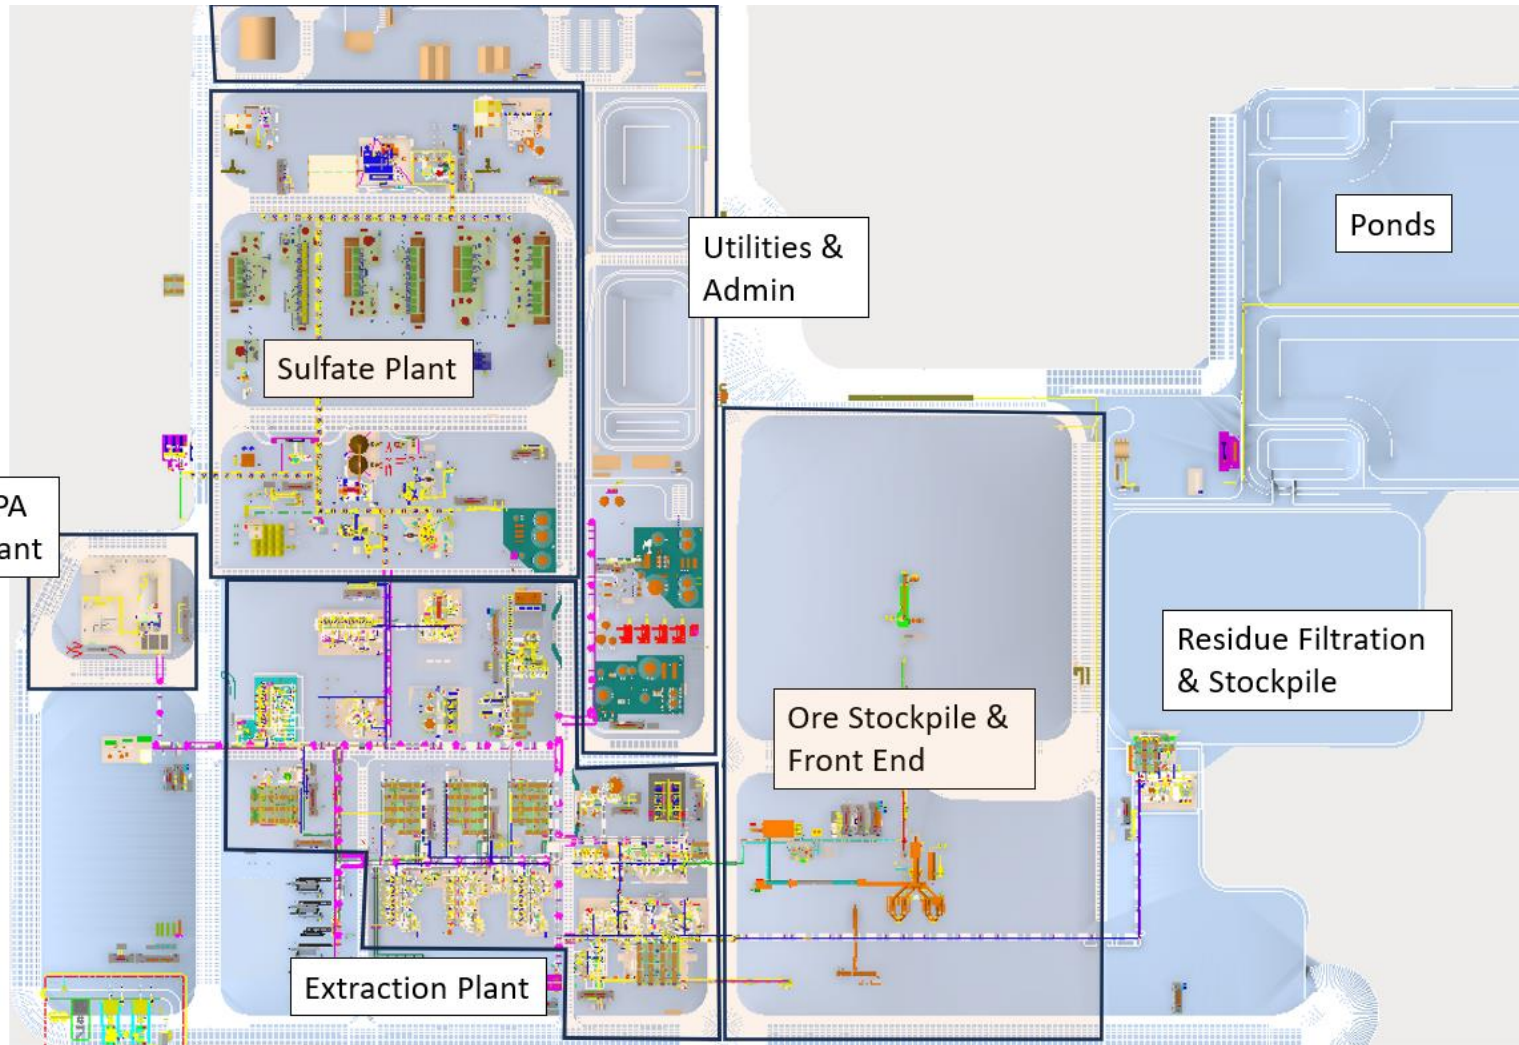 Utilities &
Admin
Ponds
Sulfate Plant
PA
ant
Residue Filtration
& Stockpile
Ore Stockpile &
Front End
Extraction Plant